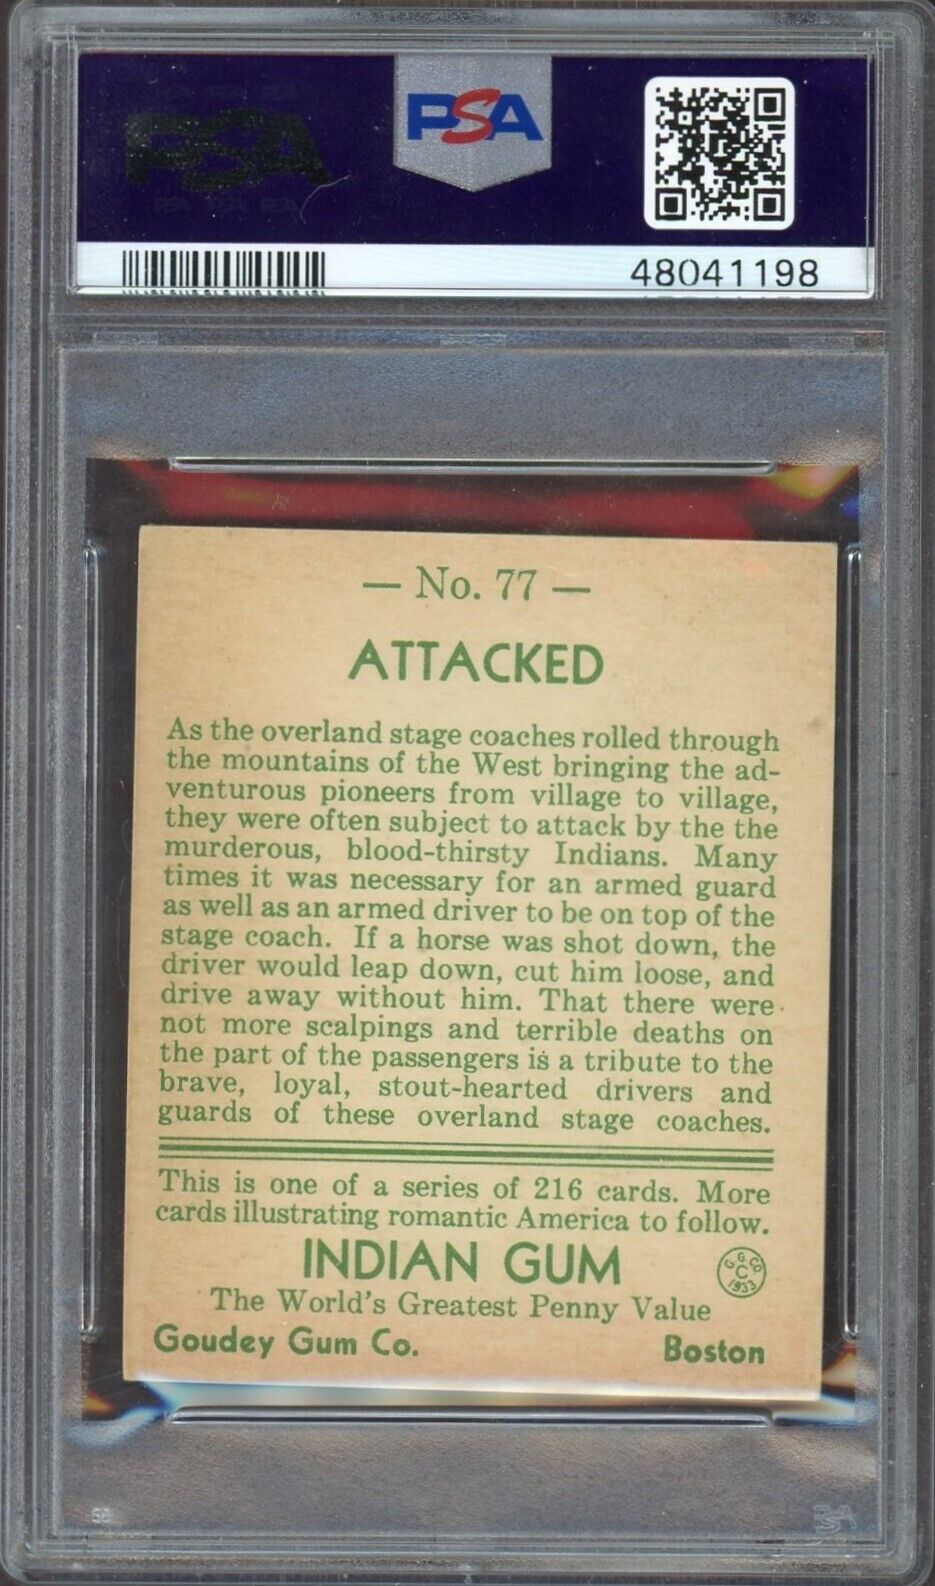 PSA
PSA PSA PSA
48041198
— No. 77 —
ATTACKED
As the overland stage coaches rolled through
the mountains of the West bringing the ad-
venturous pioneers from village to village,
they were often subject to attack by the the
murderous, blood-thirsty Indians. Many
times it was necessary for an armed guard
as well as an armed driver to be on top of the
stage coach. If a horse was shot down, the
driver would leap down, cut him loose, and
drive away without him. That there were
not more scalpings and terrible deaths on
the part of the passengers is a tribute to the
brave, loyal, stout-hearted drivers and
guards of these overland stage coaches.
This is one of a series of 216 cards. More
cards illustrating romantic America to follow.
INDIAN GUM
G. G. CO
C
1933
The World's Greatest Penny Value
Goudey Gum Co. Boston